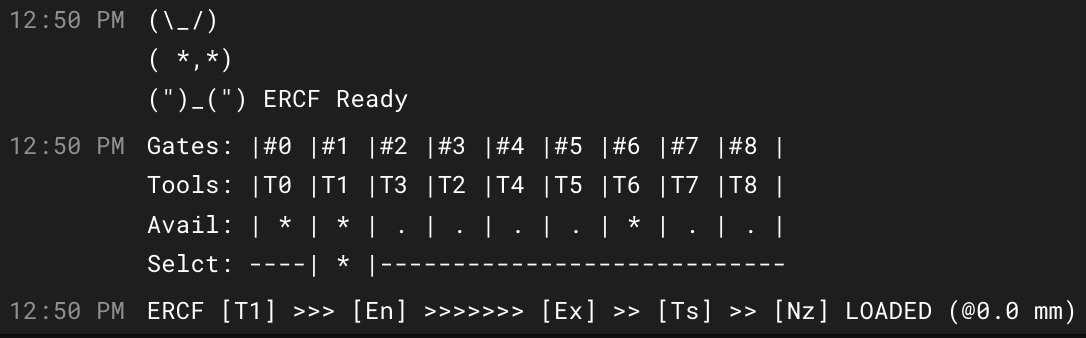 12:50 PM (\_/)
( *,*)
(")_(") ERCF Ready
12:50 PM Gates: |#0 |#1 |#2 |#3 |#4 |#5 |#6 |#7 |#8 |
Tools: |T0 |T1 |T3 |T2 |T4 |T5 |T6 |T7 |T8 |
Avail: | * | * | . | . | . | . | * | . | . |
Selct: ----| * |----------------------------
12:50 PM ERCF [T1] >>> [En] >>>>>>> [Ex] >> [Ts] >> [Nz] LOADED (@0.0 mm)